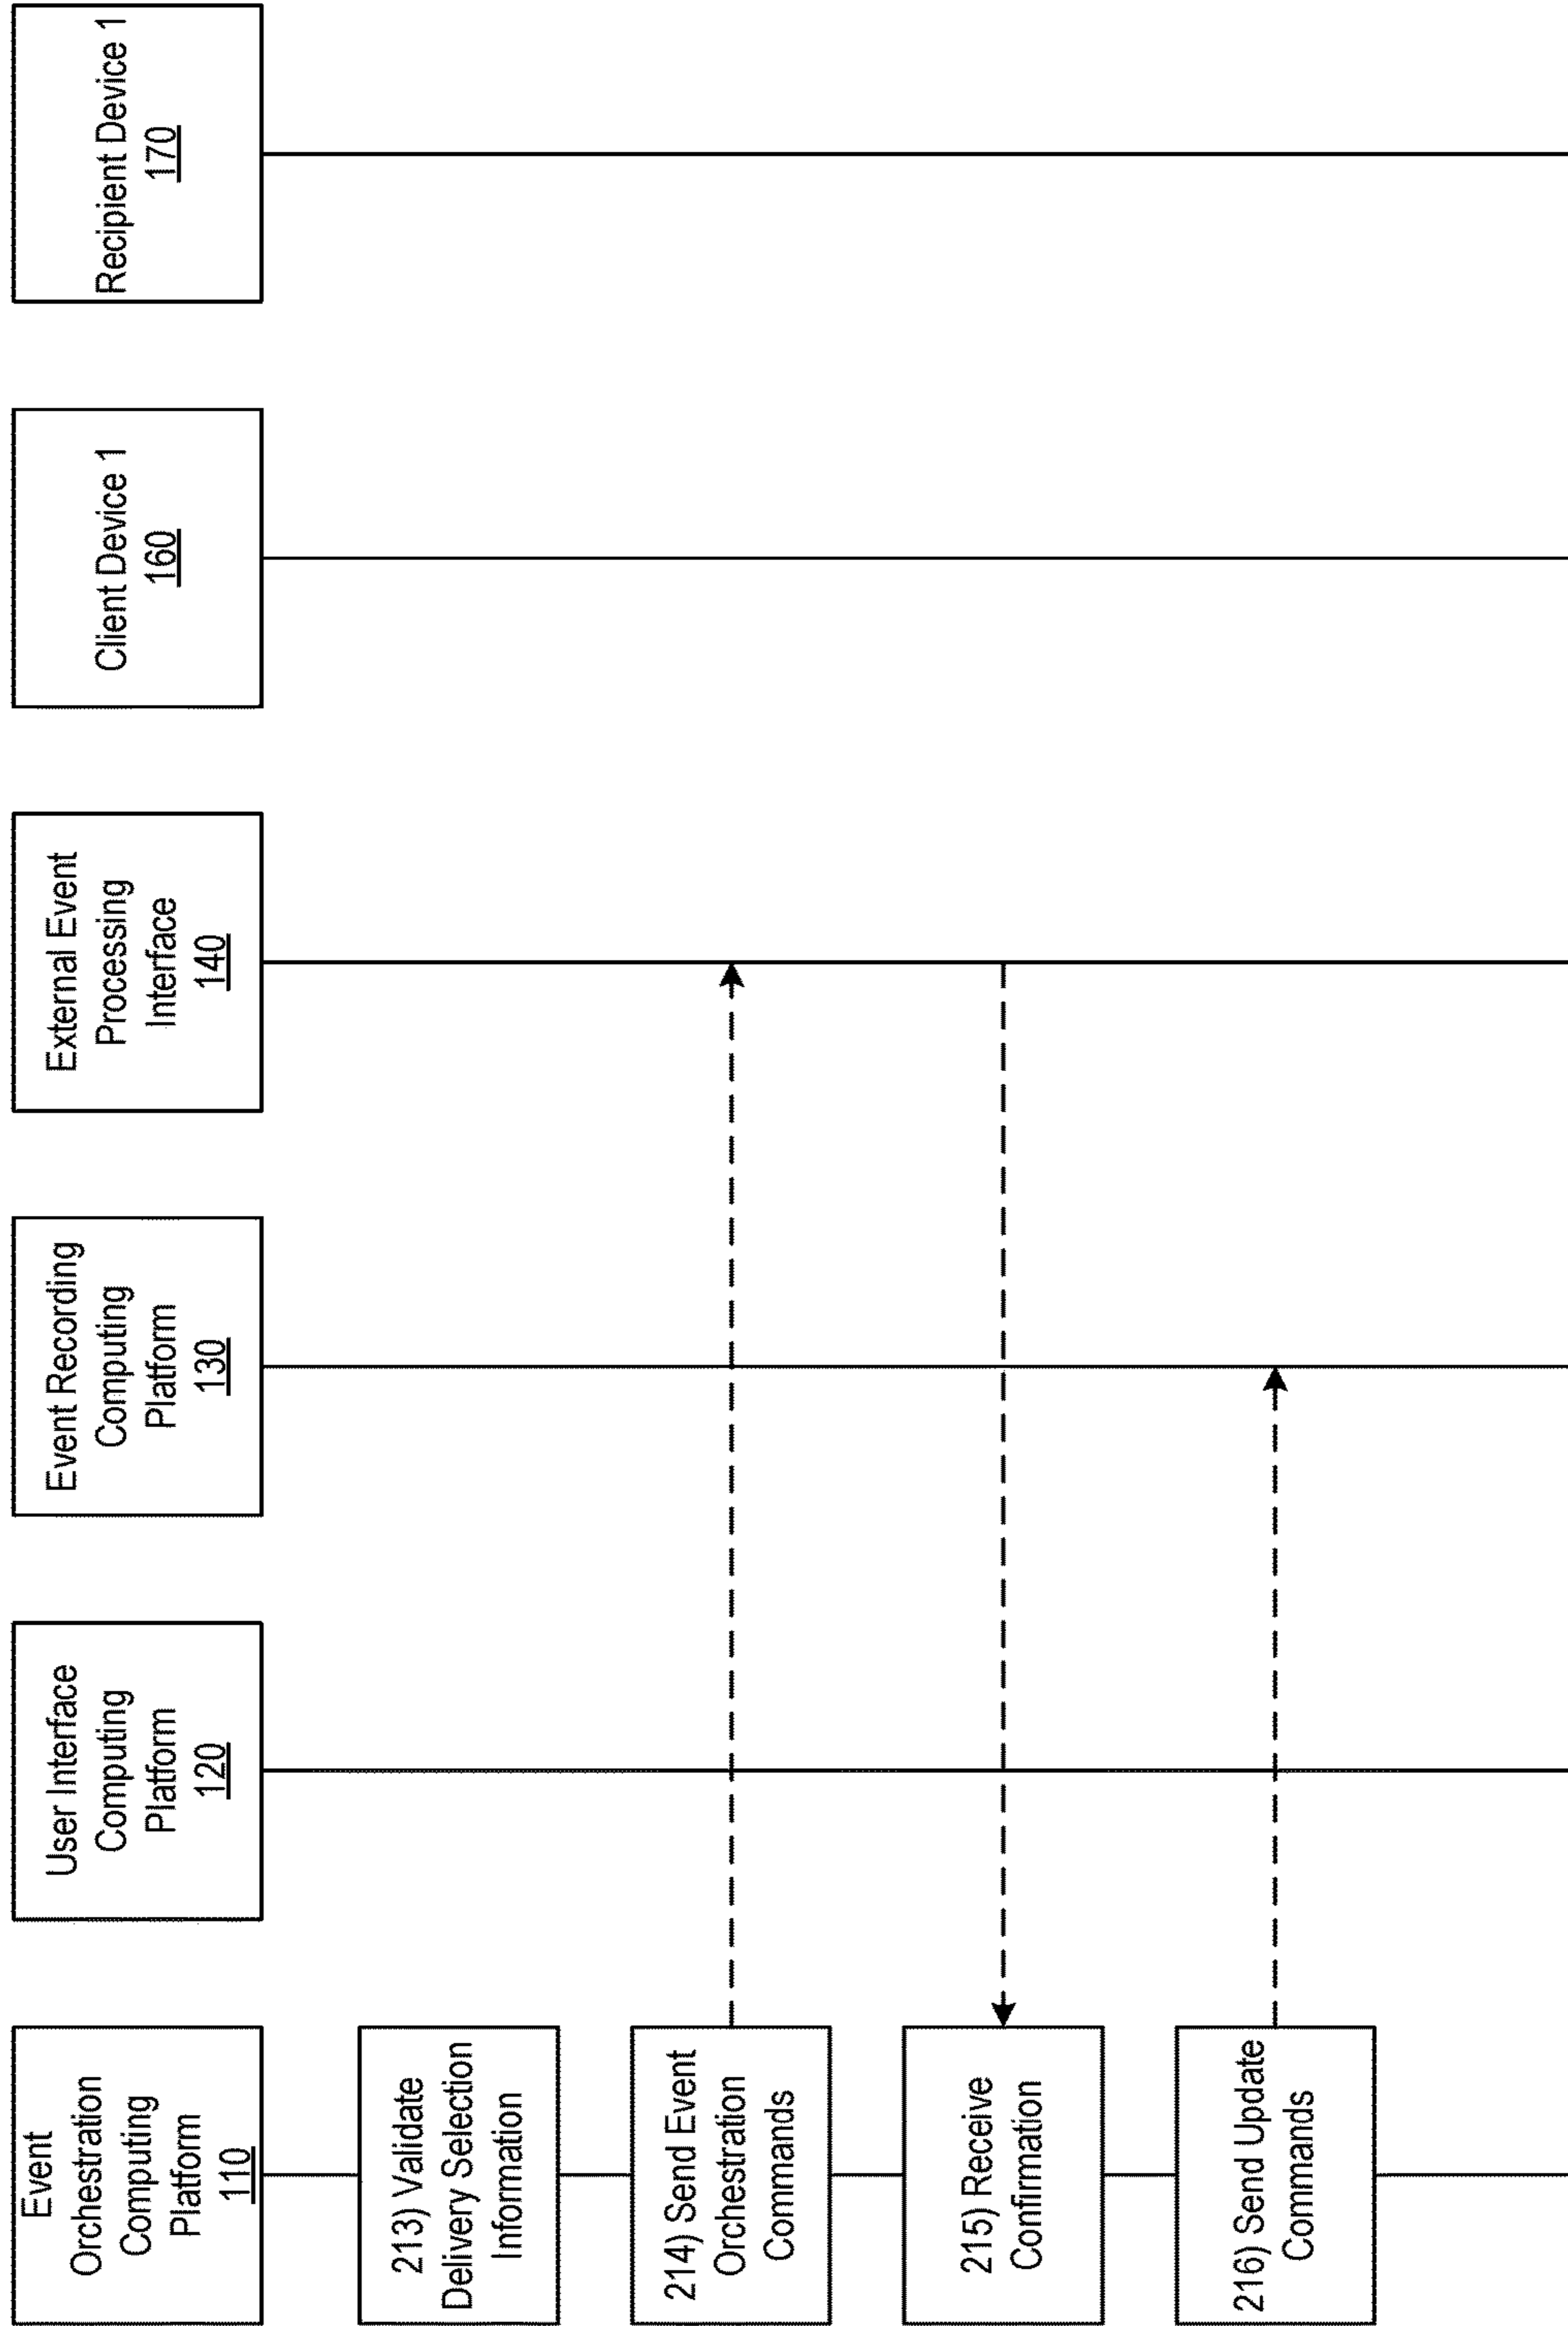 Event
Orchestration
Computing
Platform
110
User Interface
Computing
Platform
120
Event Recording
Computing
Platform
130
External Event
Processing
Interface
140
Client Device 1
160
Recipient Device 1
170
213) Validate
Delivery Selection
Information
214) Send Event
Orchestration
Commands
215) Receive
Confirmation
216) Send Update
Commands